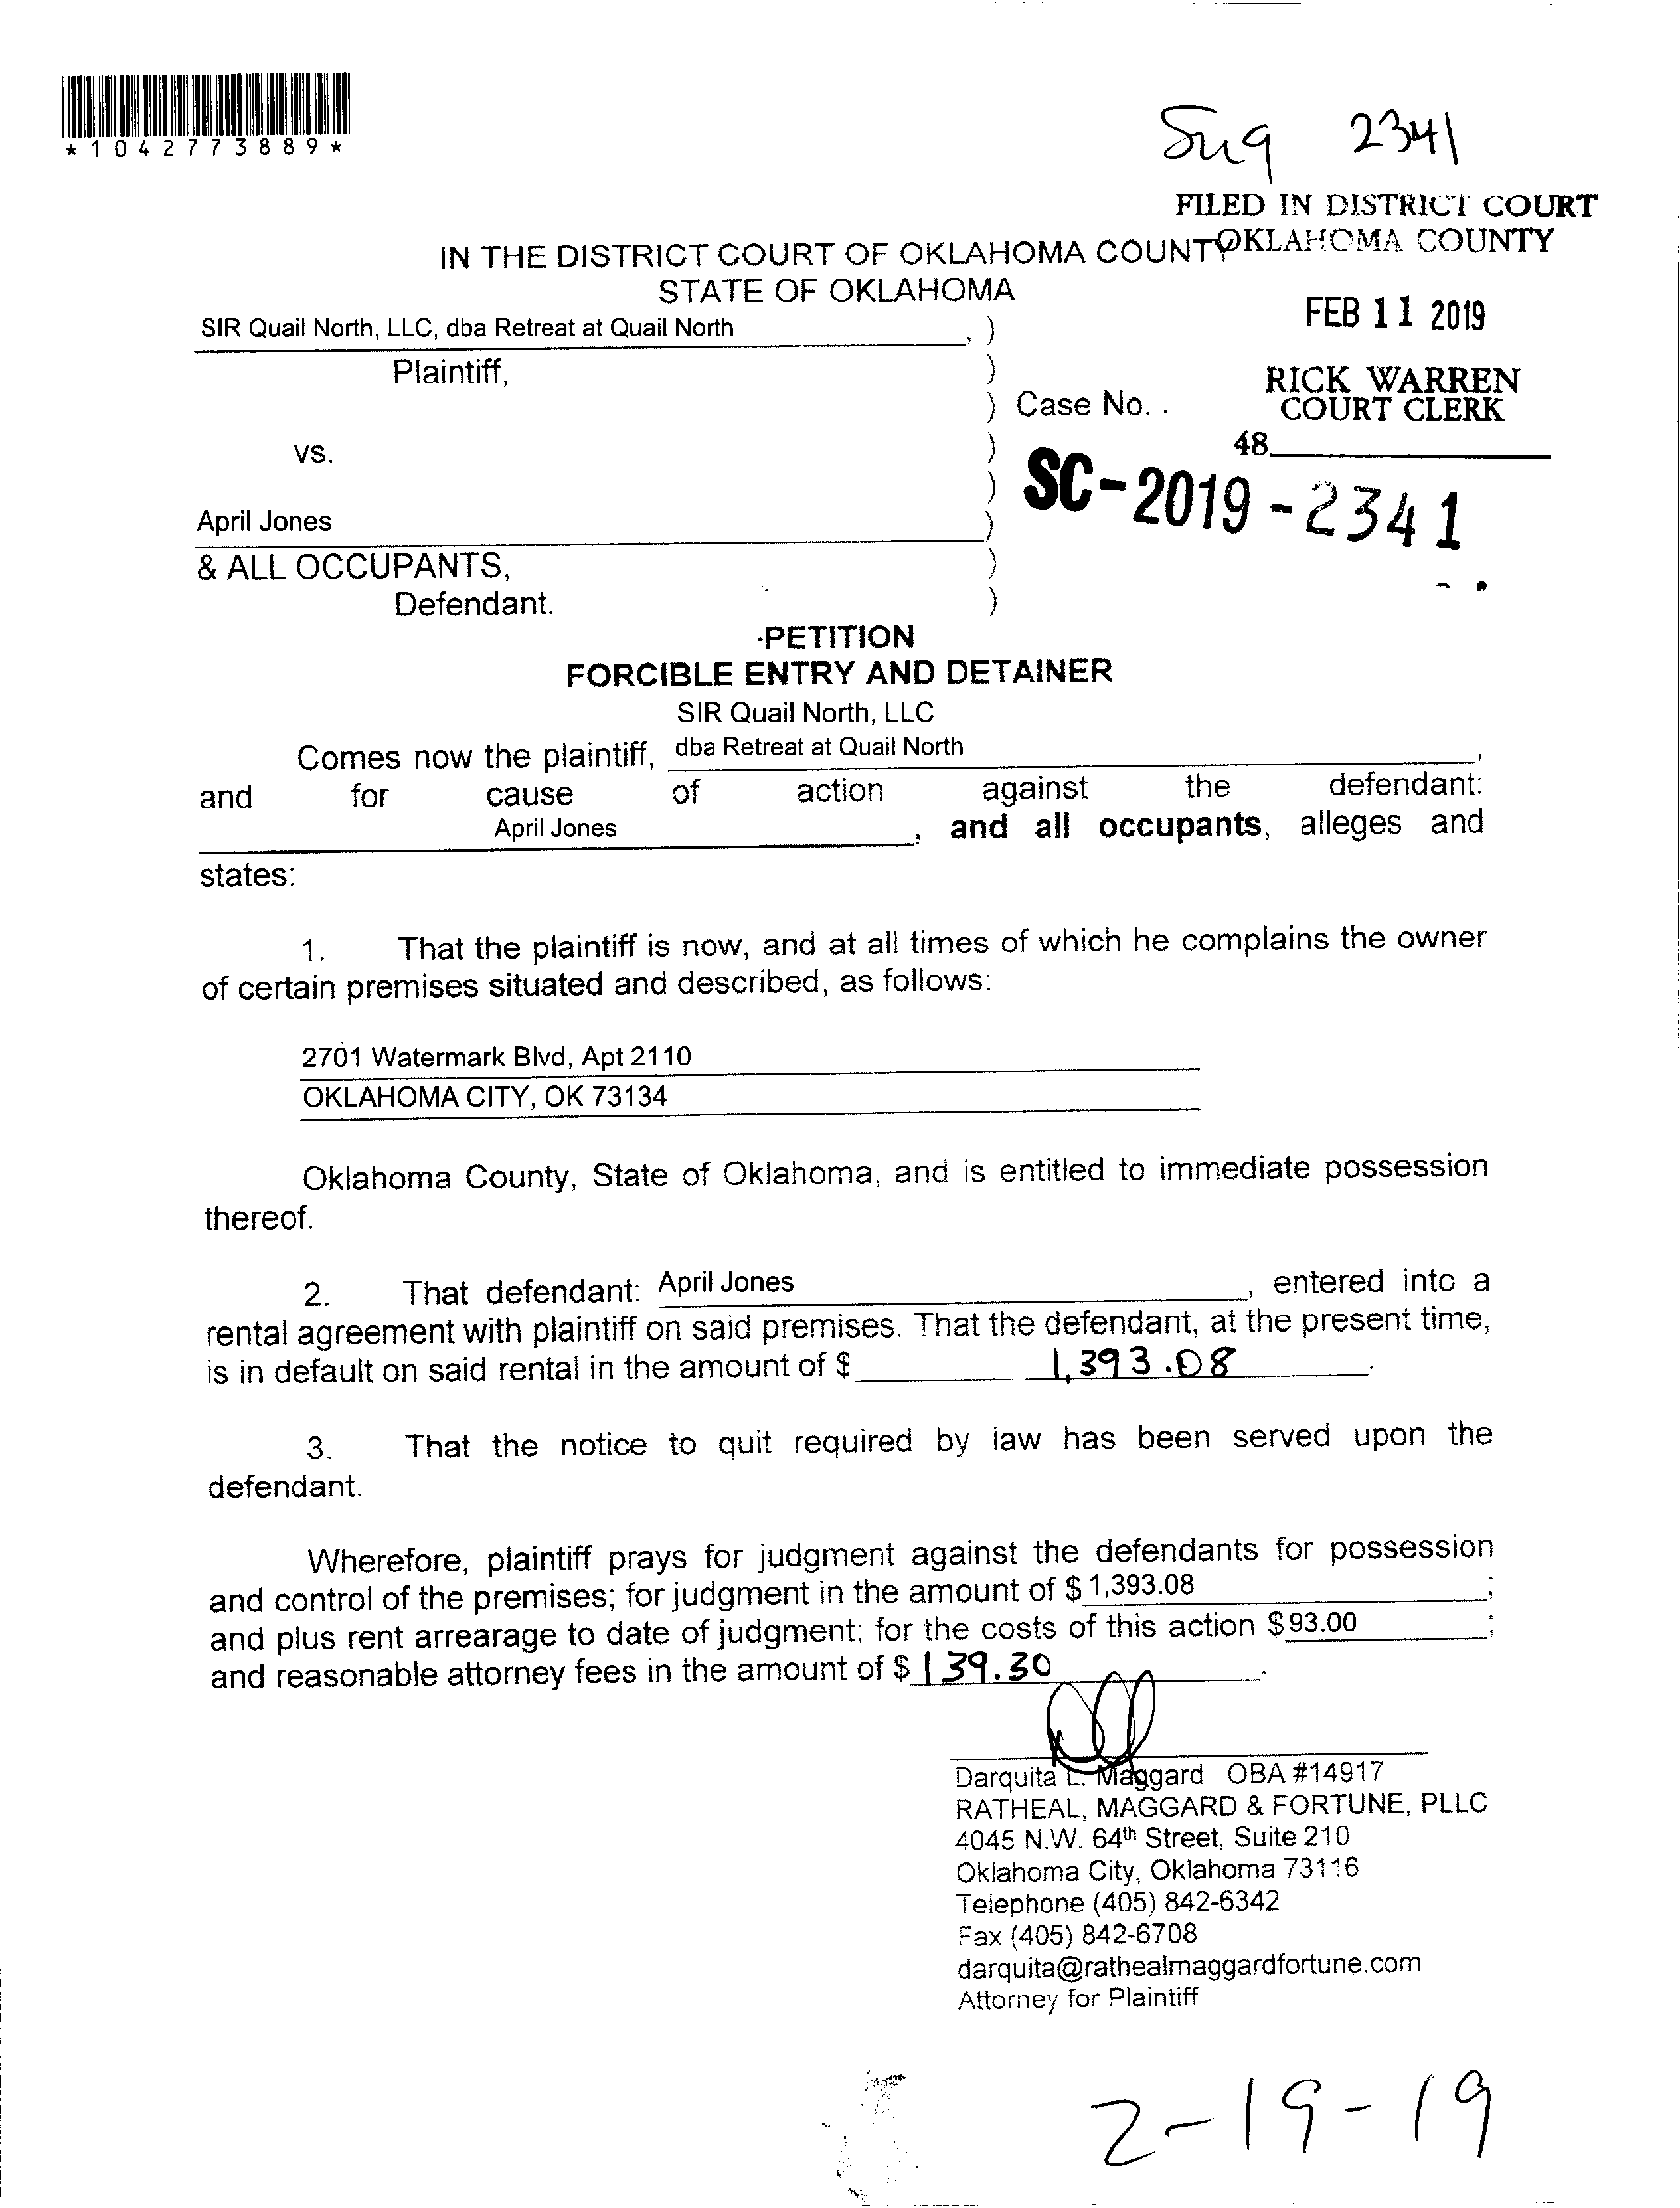 *1042773889*
2341
FILED IN DISTRICT COURT
OKLAHOMA COUNTY
IN THE DISTRICT COURT OF OKLAHOMA COUNTY
STATE OF OKLAHOMA
FEB 11 2019
SIR Quail North, LLC, dba Retreat at Quail North , )
Plaintiff, )
RICK WARREN
) Case No. .
COURT CLERK
48
vs. )
) SC-2019-2341
April Jones )
& ALL OCCUPANTS, )
Defendant. )
PETITION
FORCIBLE ENTRY AND DETAINER
SIR Quail North, LLC
Comes now the plaintiff, dba Retreat at Quail North ,
and for cause of action against the defendant:
April Jones , and all occupants, alleges and
states:
1. That the plaintiff is now, and at all times of which he complains the owner
of certain premises situated and described, as follows:
2701 Watermark Blvd, Apt 2110
OKLAHOMA CITY, OK 73134
Oklahoma County, State of Oklahoma, and is entitled to immediate possession
thereof.
2. That defendant: April Jones , entered into a
rental agreement with plaintiff on said premises. That the defendant, at the present time,
is in default on said rental in the amount of $ 1,393.08 .
3. That the notice to quit required by law has been served upon the
defendant.
Wherefore, plaintiff prays for judgment against the defendants for possession
and control of the premises; for judgment in the amount of $ 1,393.08 ;
and plus rent arrearage to date of judgment; for the costs of this action $93.00 ;
and reasonable attorney fees in the amount of $ 139.30 .
Darquita L. Maggard OBA #14917
RATHEAL, MAGGARD & FORTUNE, PLLC
4045 N.W. 64th Street, Suite 210
Oklahoma City, Oklahoma 73116
Telephone (405) 842-6342
Fax (405) 842-6708
darquita@rathealmaggardfortune.com
Attorney for Plaintiff
2-19-19